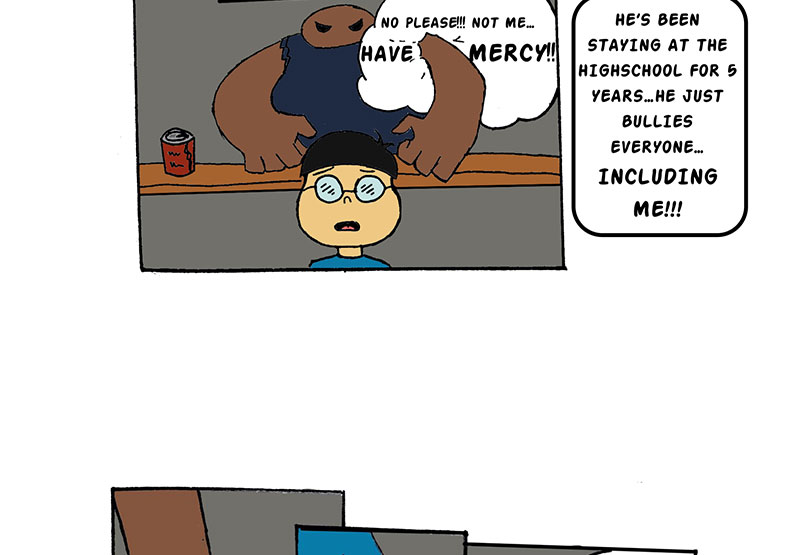 NO PLEASE!!! NOT ME...
HAVE MERCY!!
HE'S BEEN
STAYING AT THE
HIGHSCHOOL FOR 5
YEARS...HE JUST
BULLIES
EVERYONE...
INCLUDING
ME!!!